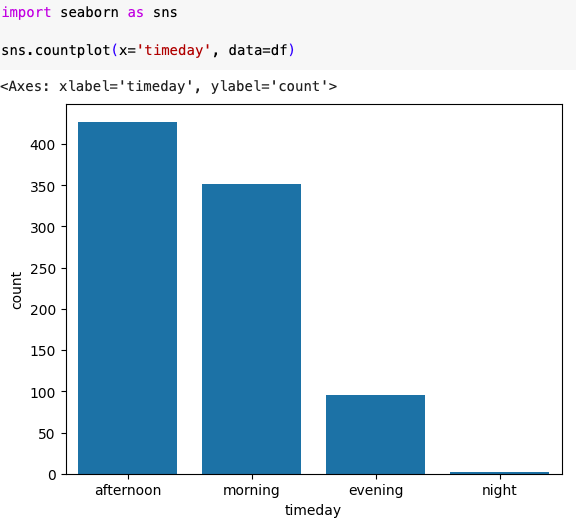 import seaborn as sns
sns.countplot(x='timeday', data=df)
<Axes: xlabel='timeday', ylabel='count'>
400
350
300
250
200
150
100
50
0
count
afternoon morning evening night
timeday